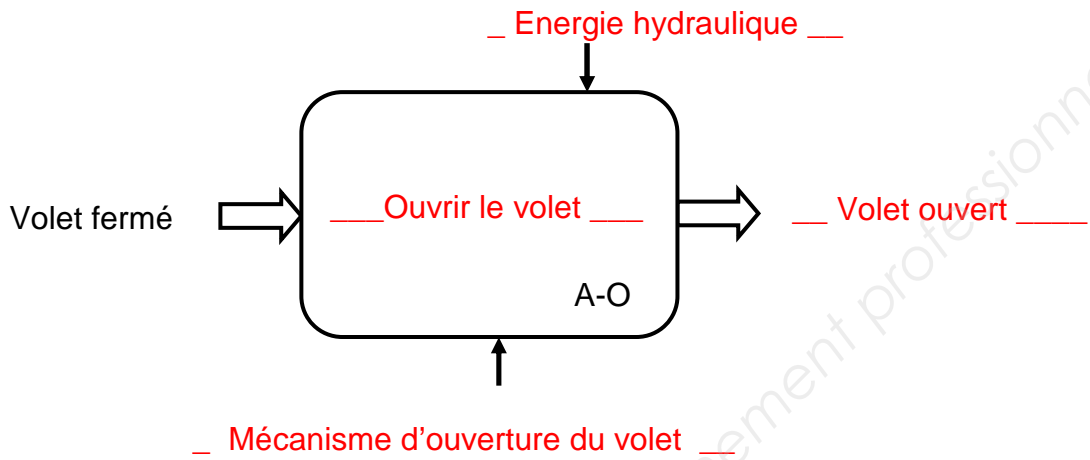 _ Energie hydraulique __
Volet fermé
___Ouvrir le volet ___
__ Volet ouvert ____
A-O
_ Mécanisme d'ouverture du volet __